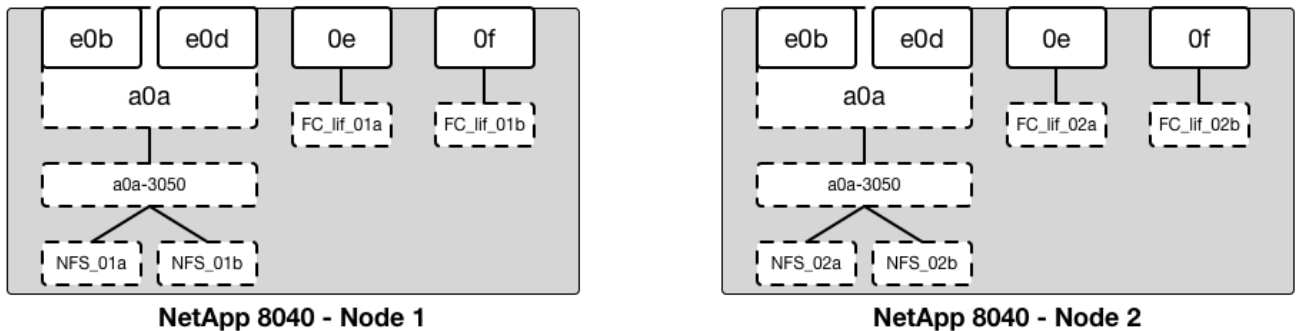 e0b e0d 0e 0f
a0a
FC_lif_01a FC_lif_01b
a0a-3050
NFS_01a NFS_01b
NetApp 8040 - Node 1
e0b e0d 0e 0f
a0a
FC_lif_02a FC_lif_02b
a0a-3050
NFS_02a NFS_02b
NetApp 8040 - Node 2